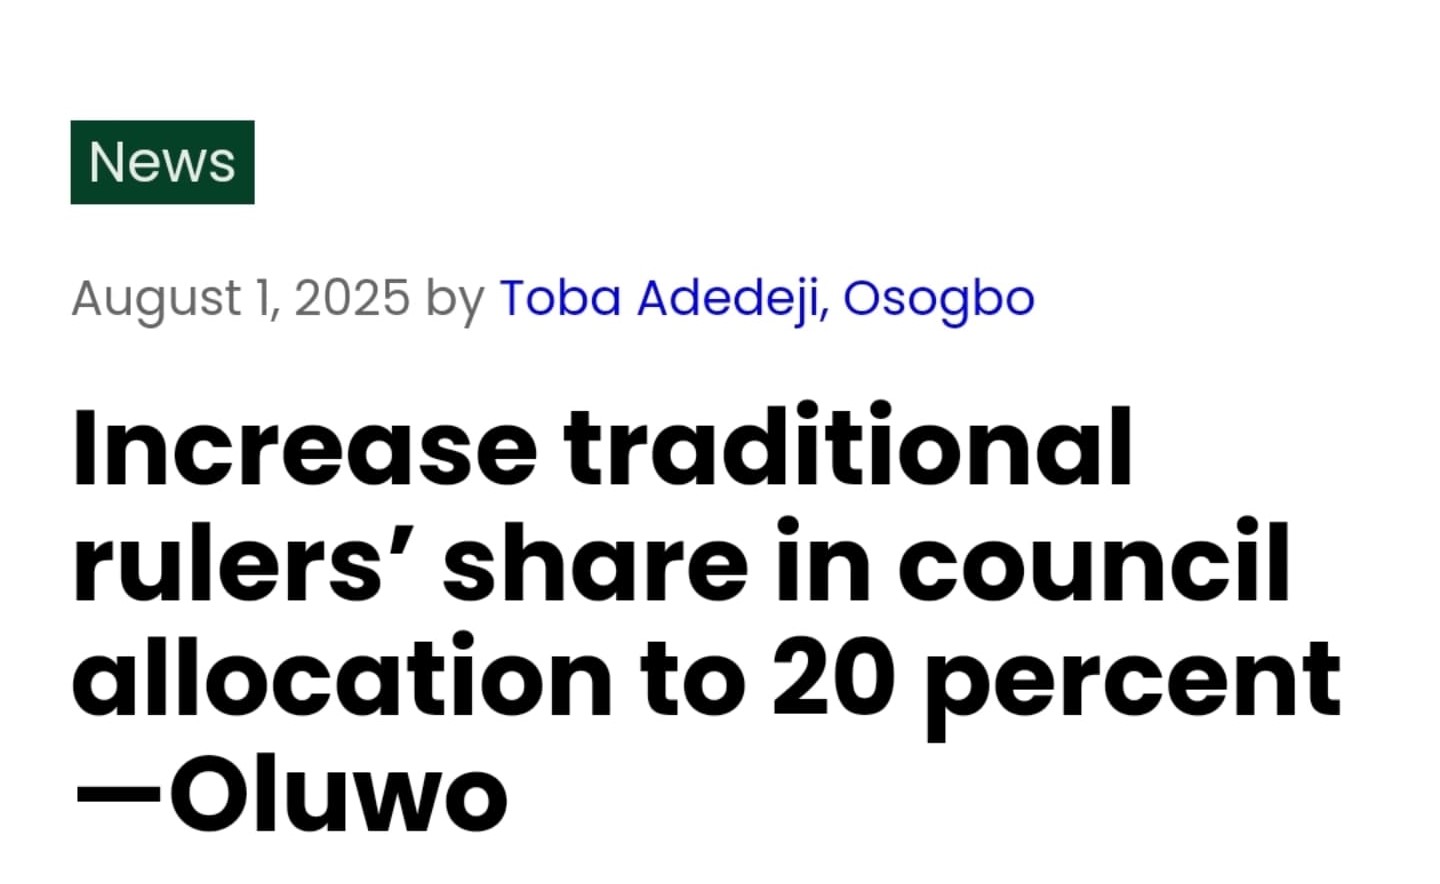 News
August 1, 2025 by Toba Adedeji, Osogbo
Increase traditional
rulers’ share in council
allocation to 20 percent
—Oluwo